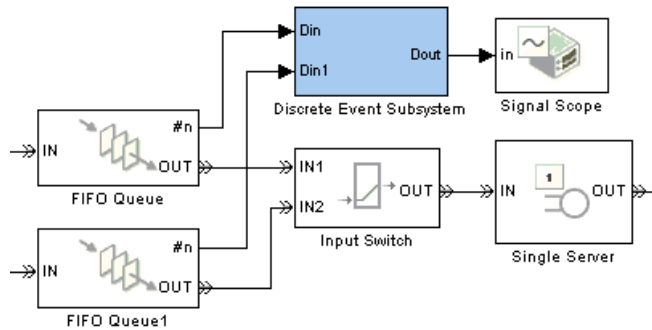 Din
Dout
Din1
in
Discrete Event Subsystem
Signal Scope
#n
IN
OUT
FIFO Queue
IN1
OUT
IN2
Input Switch
IN
1
OUT
Single Server
#n
IN
OUT
FIFO Queue1